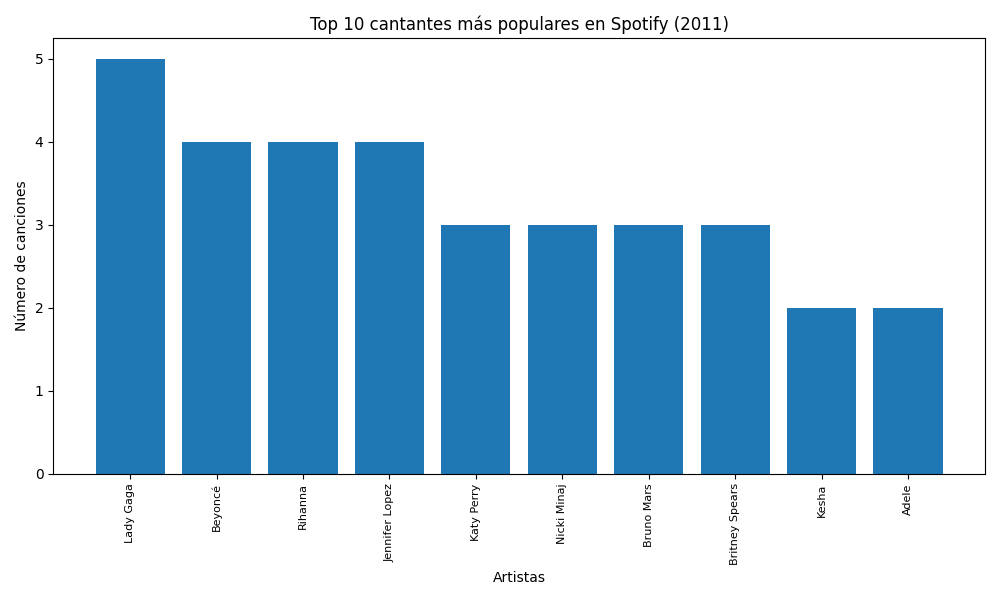 Top 10 cantantes más populares en Spotify (2011)
Número de canciones
5
4
3
2
1
0
Lady Gaga
Beyoncé
Rihanna
Jennifer Lopez
Katy Perry
Nicki Minaj
Bruno Mars
Britney Spears
Kesha
Adele
Artistas